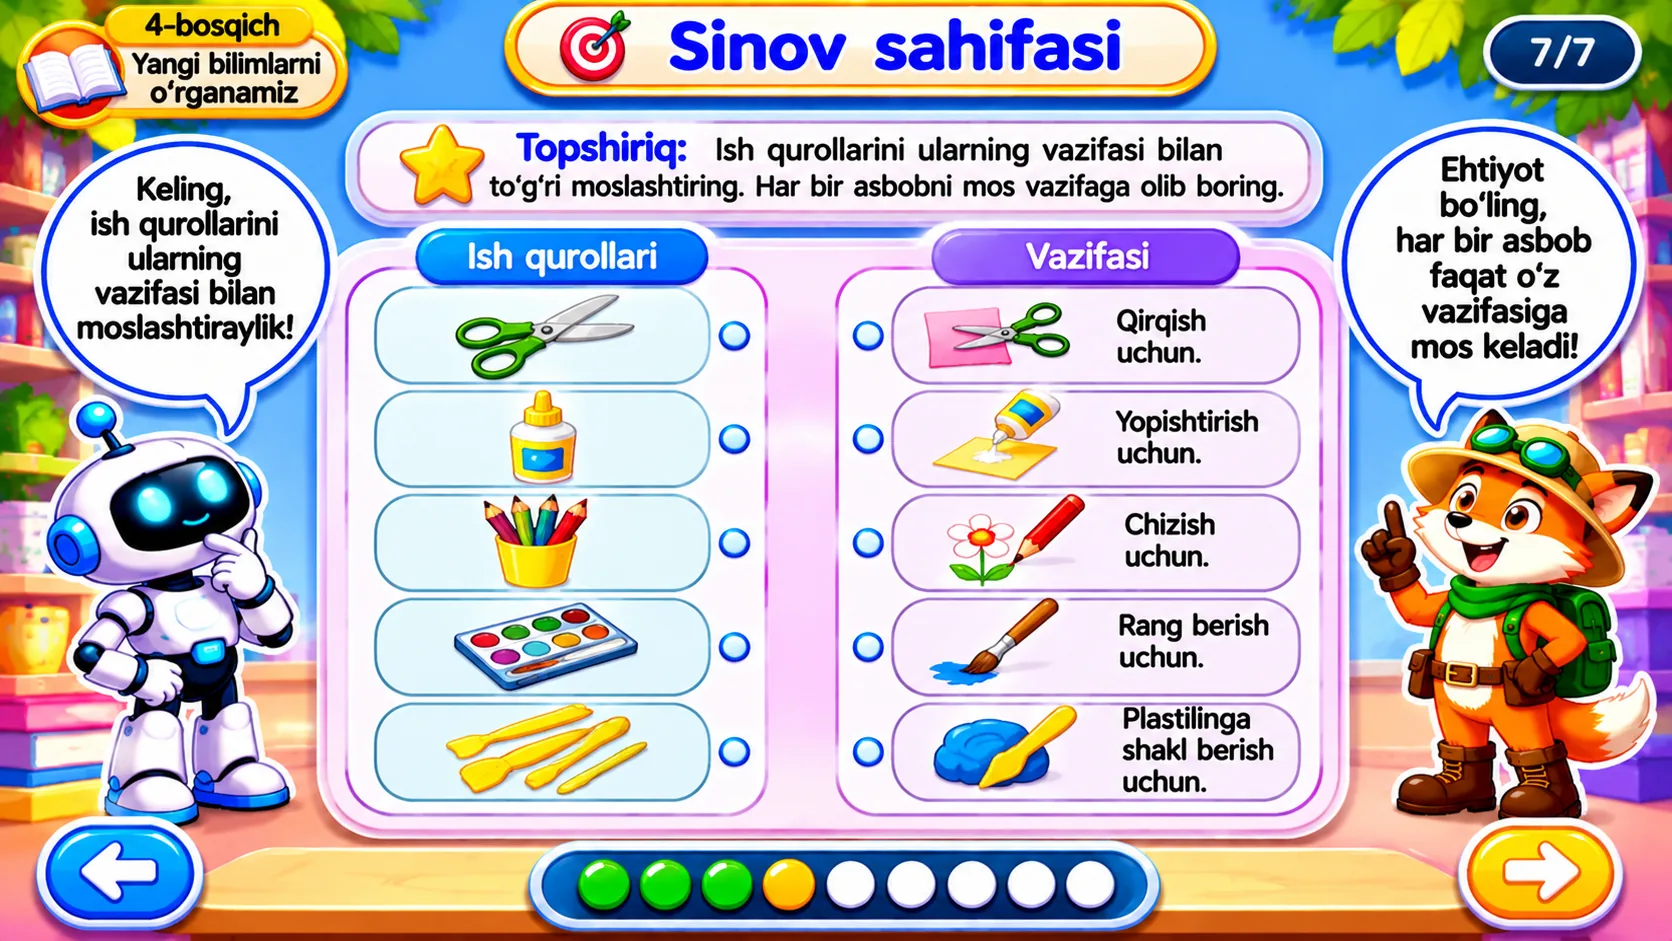 4-bosqich
Yangi bilimlarni
o‘rganamiz
Sinov sahifasi
7/7
Topshiriq: Ish qurollarini ularning vazifasi bilan
to‘g‘ri moslashtiring. Har bir asbobni mos vazifaga olib boring.
Keling,
ish qurollarini
ularning
vazifasi bilan
moslashtiraylik!
Ehtiyot
bo‘ling,
har bir asbob
faqat o‘z
vazifasiga
mos keladi!
Ish qurollari
Vazifasi
Qirqish
uchun.
Yopishtirish
uchun.
Chizish
uchun.
Rang berish
uchun.
Plastilinga
shakl berish
uchun.